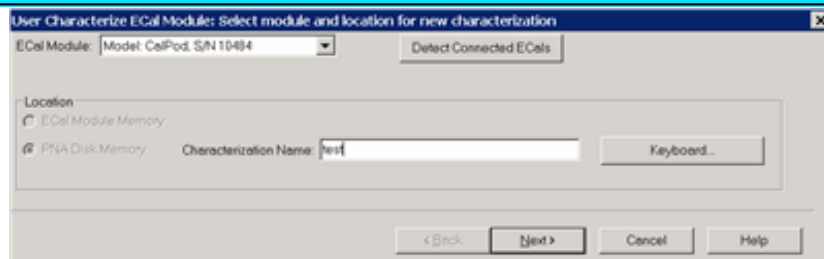 User Characterize ECal Module: Select module and location for new characterization
ECal Module: Model: CalPod, S/N 10484 Detect Connected ECals
Location
ECal Module Memory
PNA Disk Memory Characterization Name: test Keyboard...
< Back Next > Cancel Help